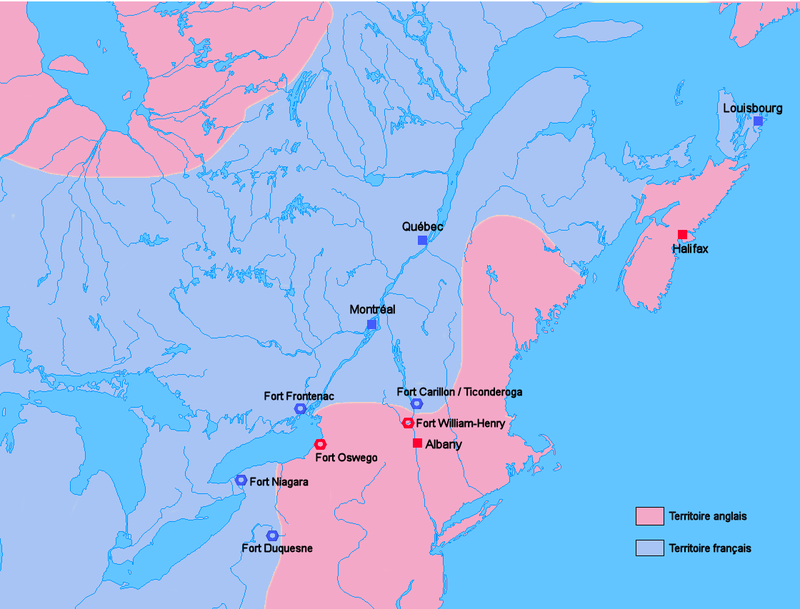 Louisbourg
Québec
Halifax
Montréal
Fort Frontenac
Fort Carillon / Ticonderoga
Fort William-Henry
Albany
Fort Oswego
Fort Niagara
Fort Duquesne
Territoire anglais
Territoire français